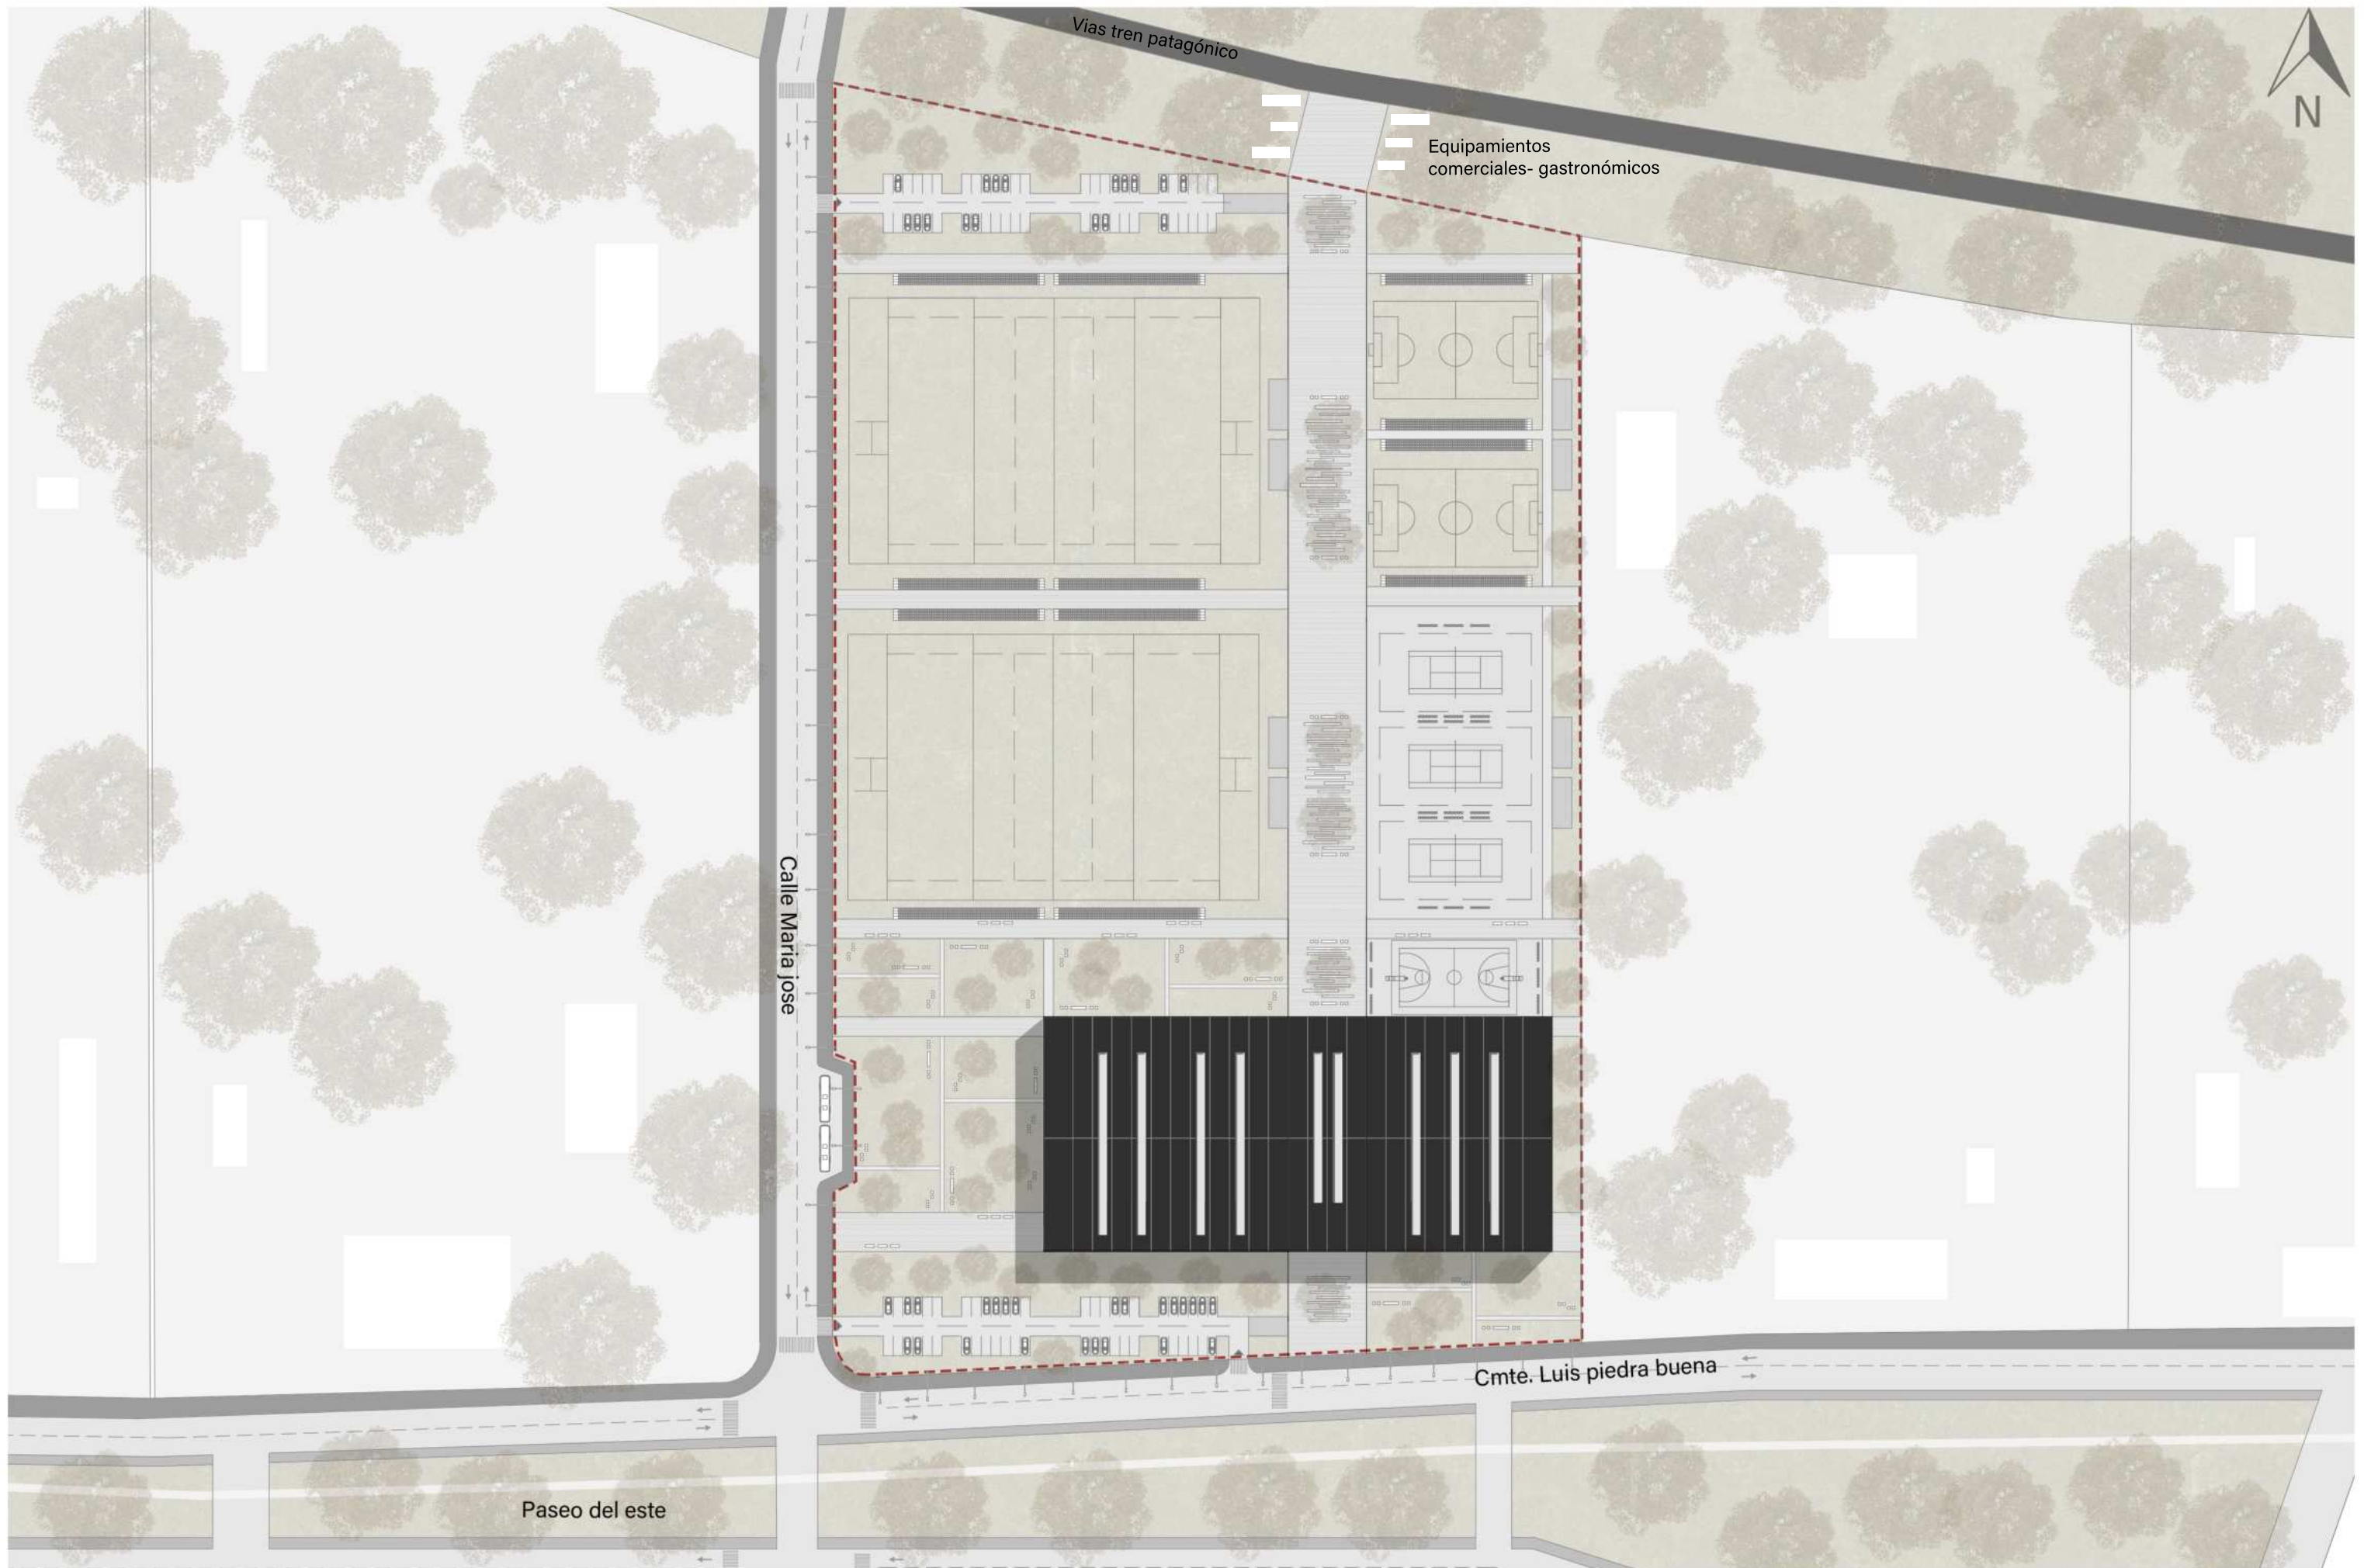 Vias tren patagónico
N
Equipamientos
comerciales- gastronómicos
Calle Maria jose
Cmte. Luis piedra buena
Paseo del este